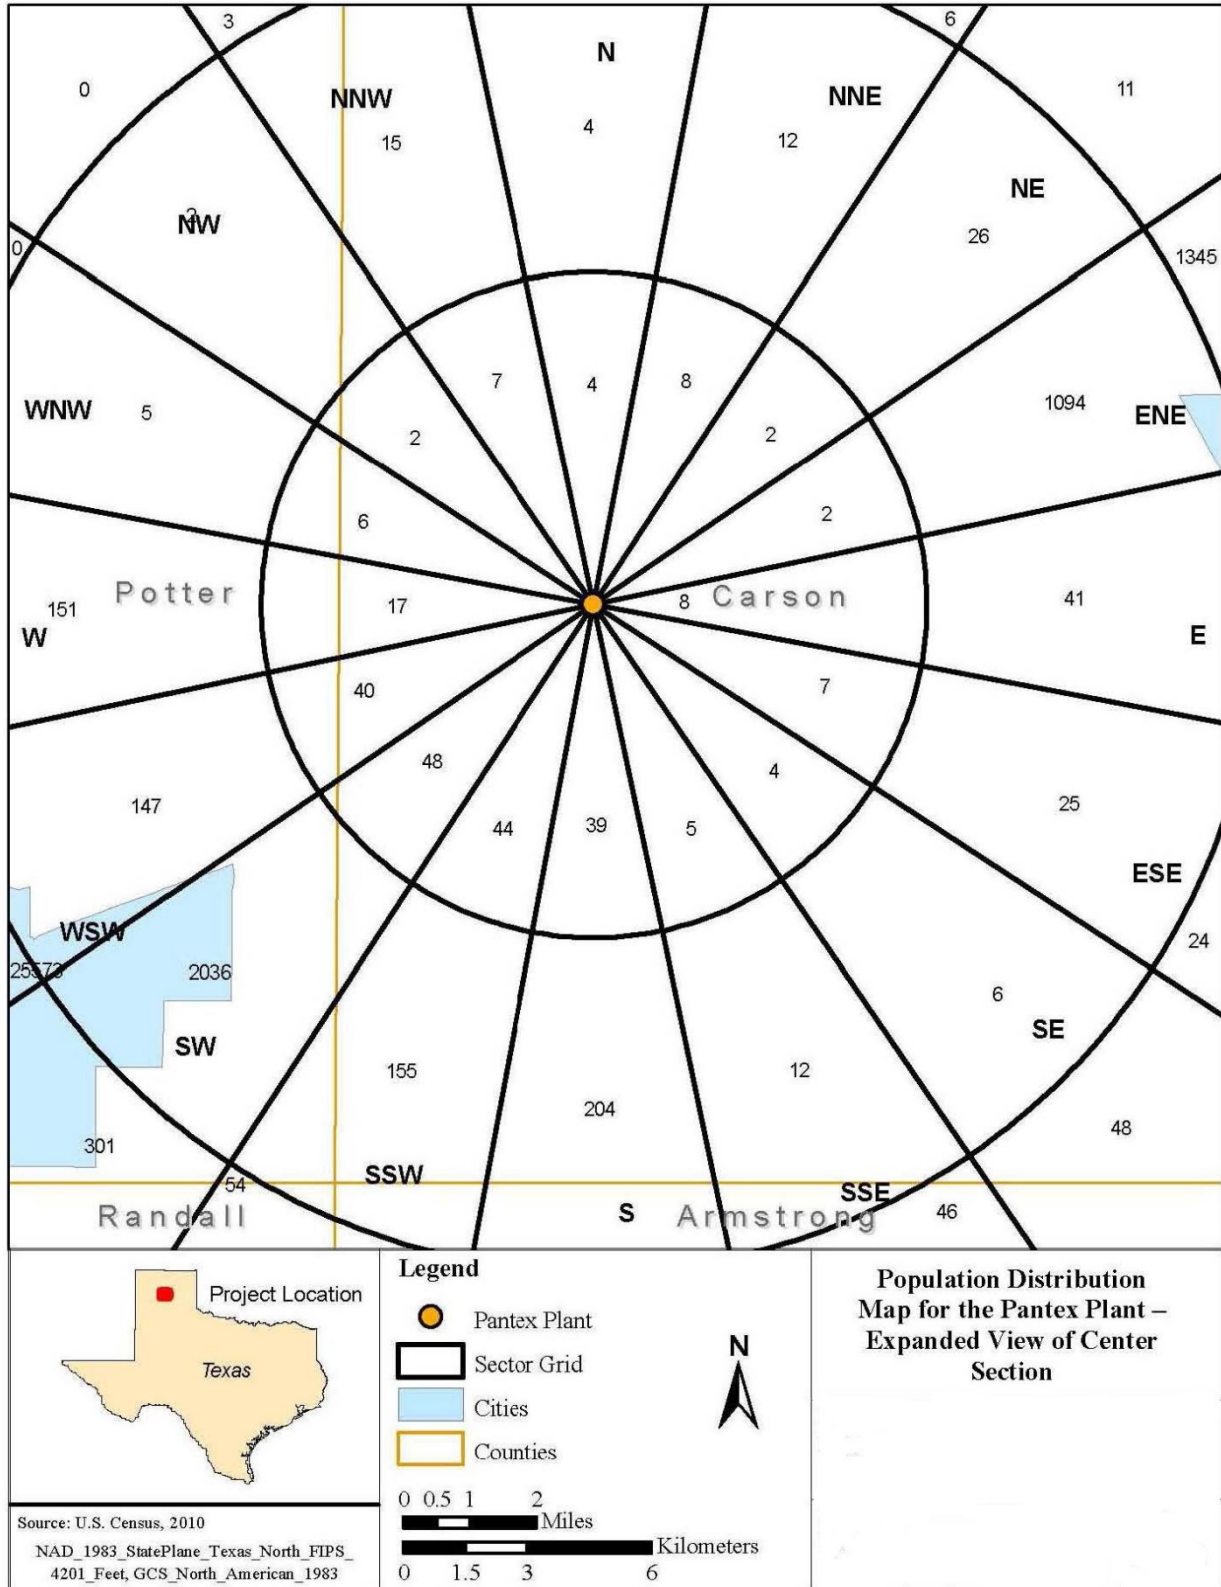 3
6
N
0
11
NNW
NNE
4
15
12
NE
2
NW
26
0
1345
7
4
8
WNW
5
1094
ENE
2
2
6
2
Potter
151
17
8
Carson
41
W
E
40
7
48
4
147
25
44
39
5
ESE
WSW
24
25573
2036
6
SE
SW
155
12
204
48
301
SSW
54
SSE
46
Randall
S
Armstrong
Project Location
Texas
Source: U.S. Census, 2010
NAD_1983_StatePlane_Texas_North_FIPS_
4201_Feet, GCS_North_American_1983
Legend
Pantex Plant
Sector Grid
Cities
Counties
N
0 0.5 1 2
Miles
Kilometers
0 1.5 3 6
Population Distribution
Map for the Pantex Plant –
Expanded View of Center
Section